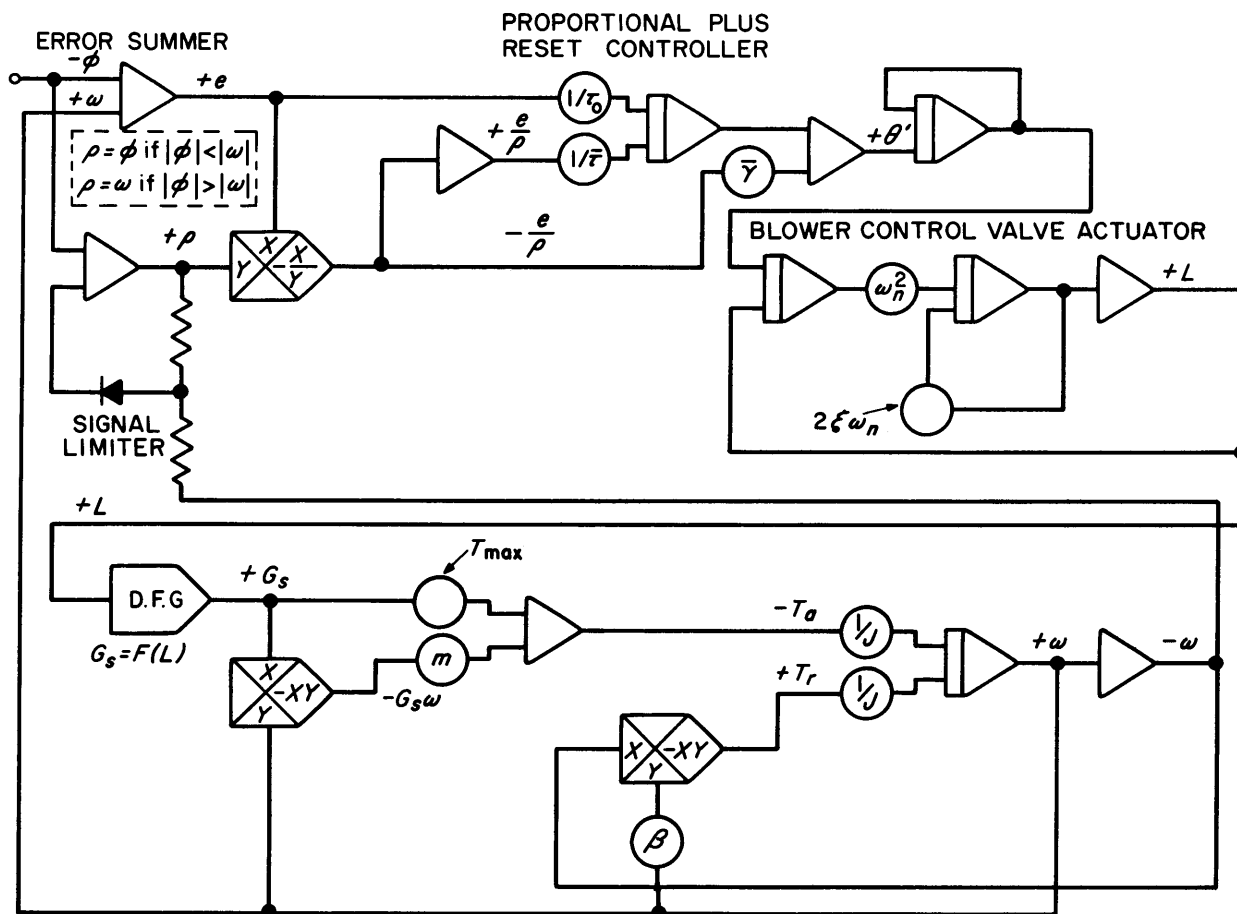 PROPORTIONAL PLUS
RESET CONTROLLER
ERROR SUMMER
-ϕ
+e
+ω
1/τ₀
ρ=ϕ if |ϕ|<|ω|
ρ=ω if |ϕ|>|ω|
+e/ρ
1/τ̄
+θ'
γ̄
+ρ
X
Y
-X/Y
-e/ρ
BLOWER CONTROL VALVE ACTUATOR
ωₙ²
+L
2ξωₙ
SIGNAL
LIMITER
+L
Tmax
D.F.G
+Gₛ
Gₛ=F(L)
-Tₐ
1/J
+ω
-ω
X
Y
-XY
m
-Gₛω
+Tᵣ
1/J
X
Y
-XY
β